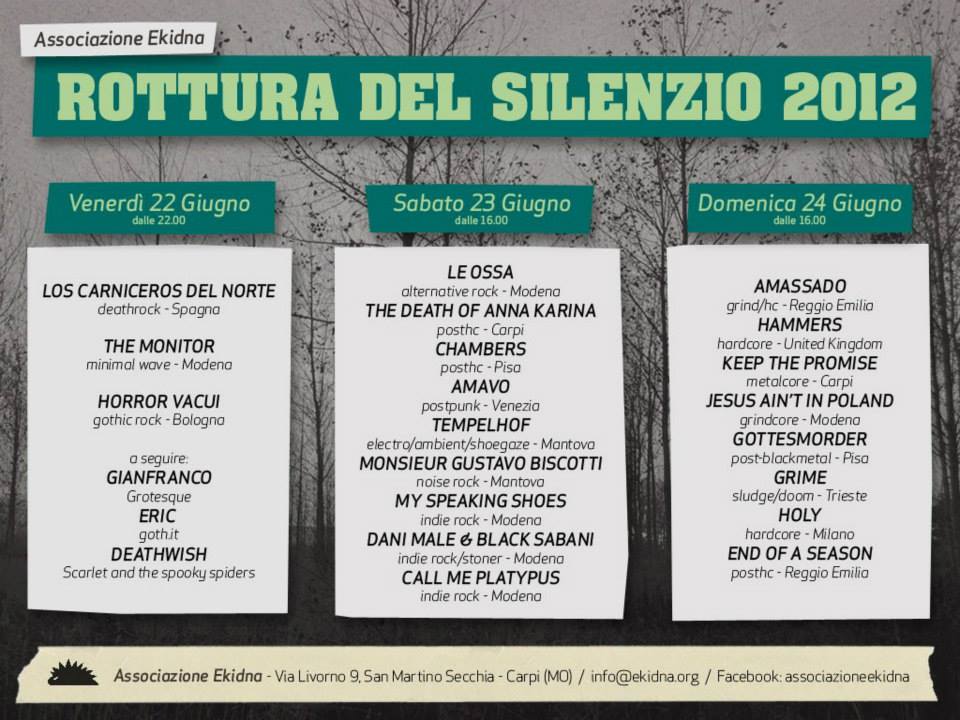 Associazione Ekidna
ROTTURA DEL SILENZIO 2012
Venerdì 22 Giugno
dalle 22.00
LOS CARNICEROS DEL NORTE
deathrock - Spagna
THE MONITOR
minimal wave - Modena
HORROR VACUI
gothic rock - Bologna
a seguire:
GIANFRANCO
Grotesque
ERIC
goth.it
DEATHWISH
Scarlet and the spooky spiders
Sabato 23 Giugno
dalle 16.00
LE OSSA
alternative rock - Modena
THE DEATH OF ANNA KARINA
posthc - Carpi
CHAMBERS
posthc - Pisa
AMAVO
postpunk - Venezia
TEMPELHOF
electro/ambient/shoegaze - Mantova
MONSIEUR GUSTAVO BISCOTTI
noise rock - Mantova
MY SPEAKING SHOES
indie rock - Modena
DANI MALE & BLACK SABANI
indie rock/stoner - Modena
CALL ME PLATYPUS
indie rock - Modena
Domenica 24 Giugno
dalle 16.00
AMASSADO
grind/hc - Reggio Emilia
HAMMERS
hardcore - United Kingdom
KEEP THE PROMISE
metalcore - Carpi
JESUS AIN'T IN POLAND
grindcore - Modena
GOTTESMORDER
post-blackmetal - Pisa
GRIME
sludge/doom - Trieste
HOLY
hardcore - Milano
END OF A SEASON
posthc - Reggio Emilia
Associazione Ekidna - Via Livorno 9, San Martino Secchia - Carpi (MO) / info@ekidna.org / Facebook: associazioneekidna